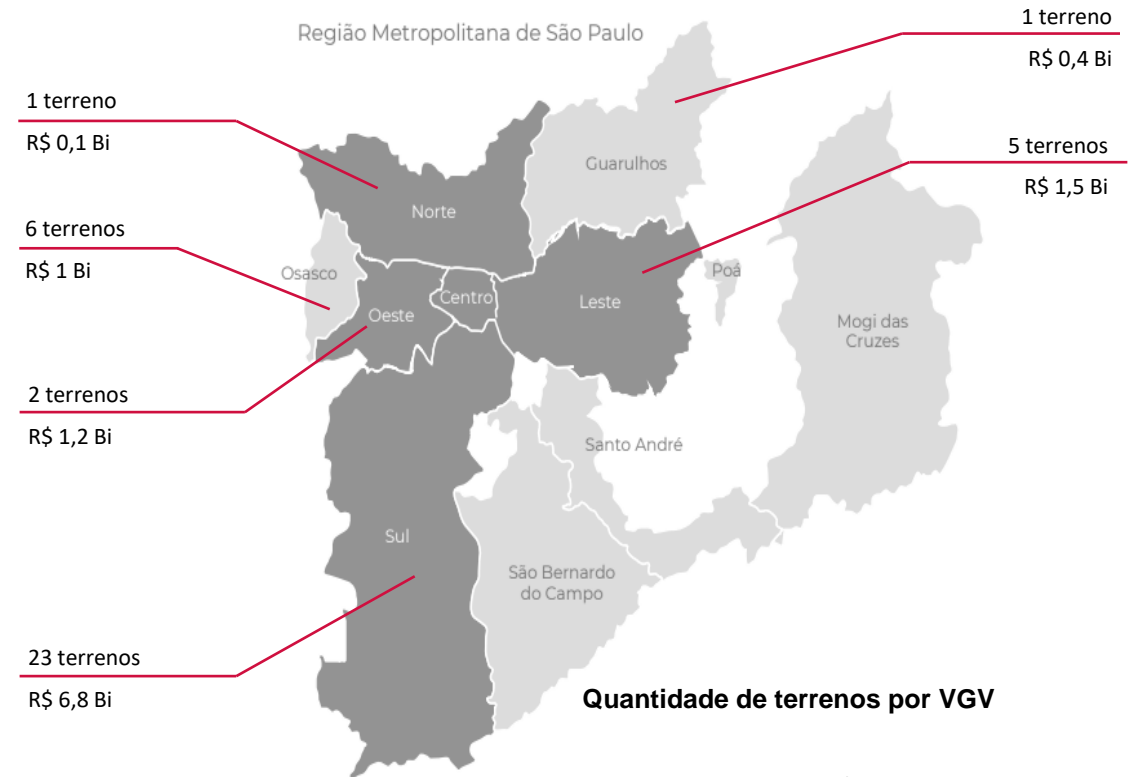 Região Metropolitana de São Paulo
1 terreno
R$ 0,4 Bi
1 terreno
R$ 0,1 Bi
5 terrenos
R$ 1,5 Bi
Guarulhos
Norte
6 terrenos
R$ 1 Bi
Osasco
Poá
Centro
Leste
Oeste
Mogi das
Cruzes
2 terrenos
R$ 1,2 Bi
Santo André
Sul
São Bernardo
do Campo
23 terrenos
R$ 6,8 Bi
Quantidade de terrenos por VGV